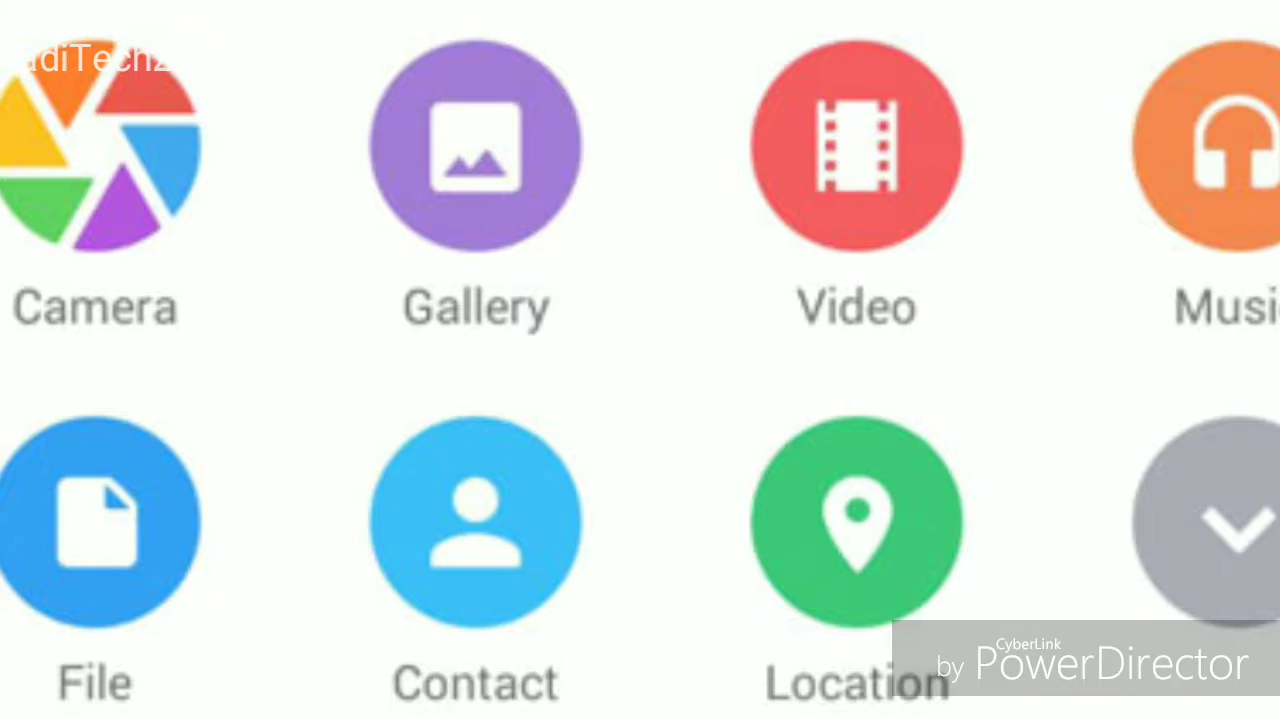 Camera
Gallery
Video
File
Contact
Location
CyberLink
by PowerDirector